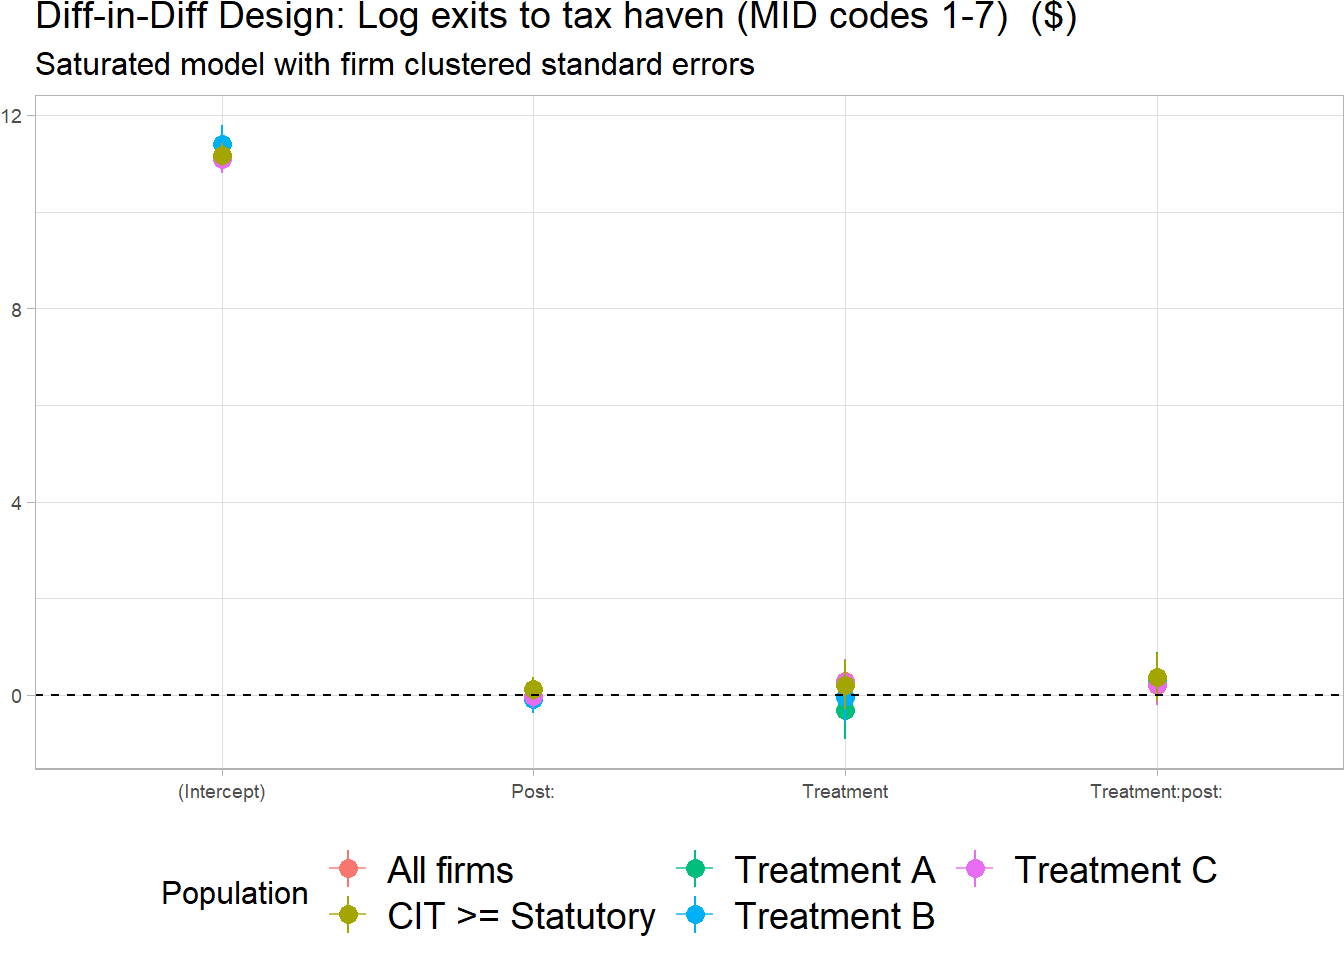 Diff-in-Diff Design: Log exits to tax haven (MID codes 1-7)  ($)
Saturated model with firm clustered standard errors
12
8
4
0
(Intercept) Post: Treatment Treatment:post:
Population
All firms Treatment A Treatment C
CIT >= Statutory Treatment B